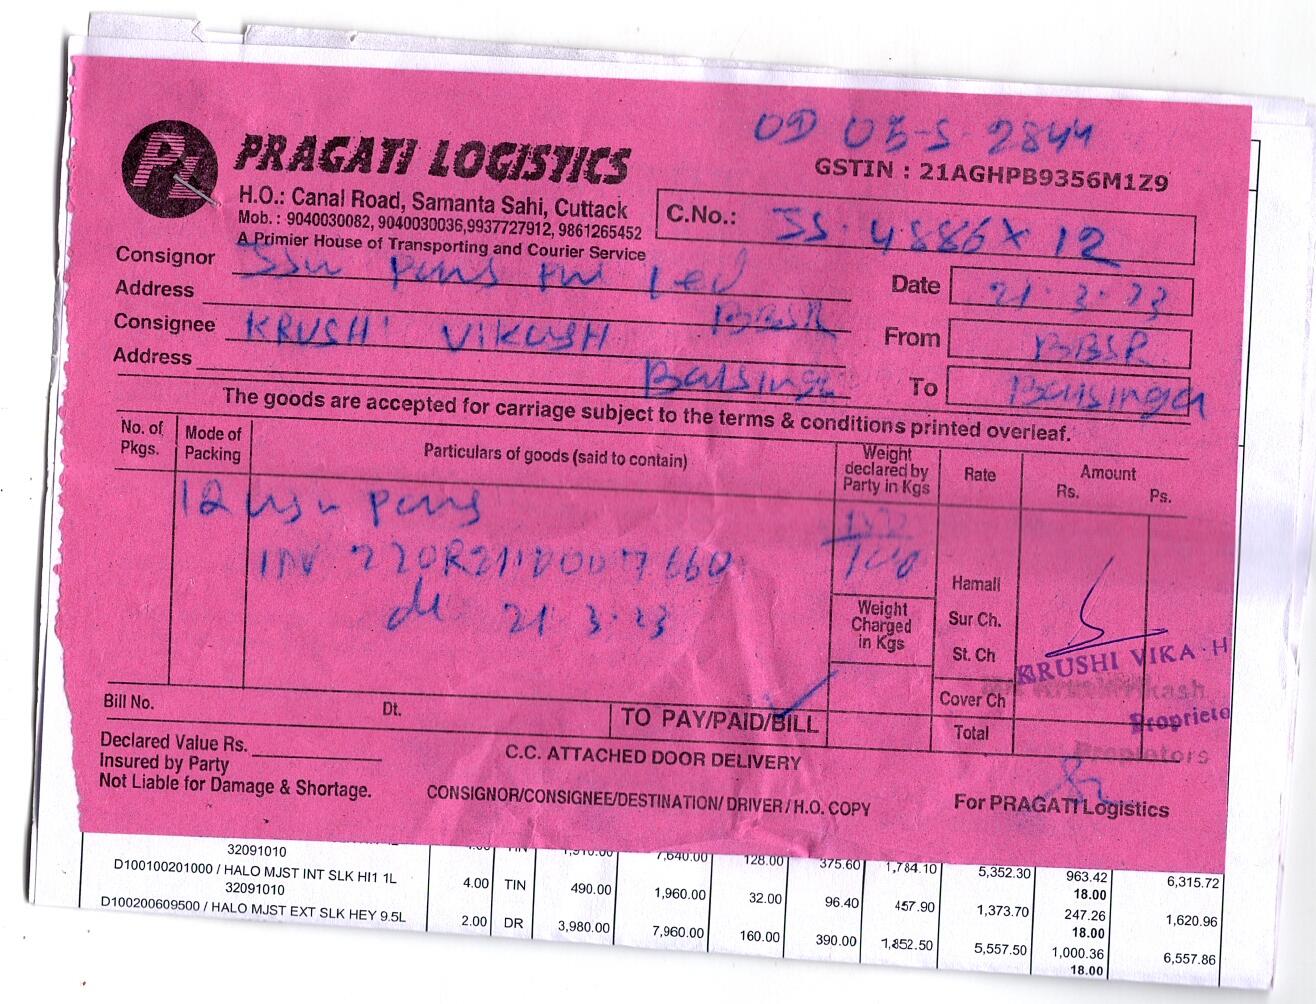 OD 05-S-2844
PL PRAGATI LOGISTICS
GSTIN : 21AGHPB9356M1Z9
H.O.: Canal Road, Samanta Sahi, Cuttack
Mob. : 9040030082, 9040030036,9937727912, 9861265452
A Primier House of Transporting and Courier Service
C.No.: SS. 4886 x 12
Consignor
Date 21.3.23
Address BBSR
Consignee KRUSHI VIKASH
From BBSR
Address Balsinga
To Balsinga
The goods are accepted for carriage subject to the terms & conditions printed overleaf.
No. of Pkgs. Mode of Packing Particulars of goods (said to contain) Weight declared by Party in Kgs Rate Amount Rs. Ps.
12
INV 220R21
21.3.23
Hamali
Weight Charged in Kgs
Sur Ch.
St. Ch
KRUSHI VIKA H
Cover Ch
Proprieto
Bill No. Dt. TO PAY/PAID/BILL
Total
Propietors
Declared Value Rs.
C.C. ATTACHED DOOR DELIVERY
Insured by Party
Not Liable for Damage & Shortage.
CONSIGNOR/CONSIGNEE/DESTINATION/ DRIVER / H.O. COPY
For PRAGATI Logistics
32091010 7,640.00 128.00 375.60 1,784.10 5,352.30 963.42 6,315.72
18.00
D100100201000 / HALO MJST INT SLK HI1 1L 4.00 TIN 490.00 1,960.00 32.00 96.40 457.90 1,373.70 247.26 1,620.96
32091010 18.00
D100200609500 / HALO MJST EXT SLK HEY 9.5L 2.00 DR 3,980.00 7,960.00 160.00 390.00 1,852.50 5,557.50 1,000.36 6,557.86
18.00